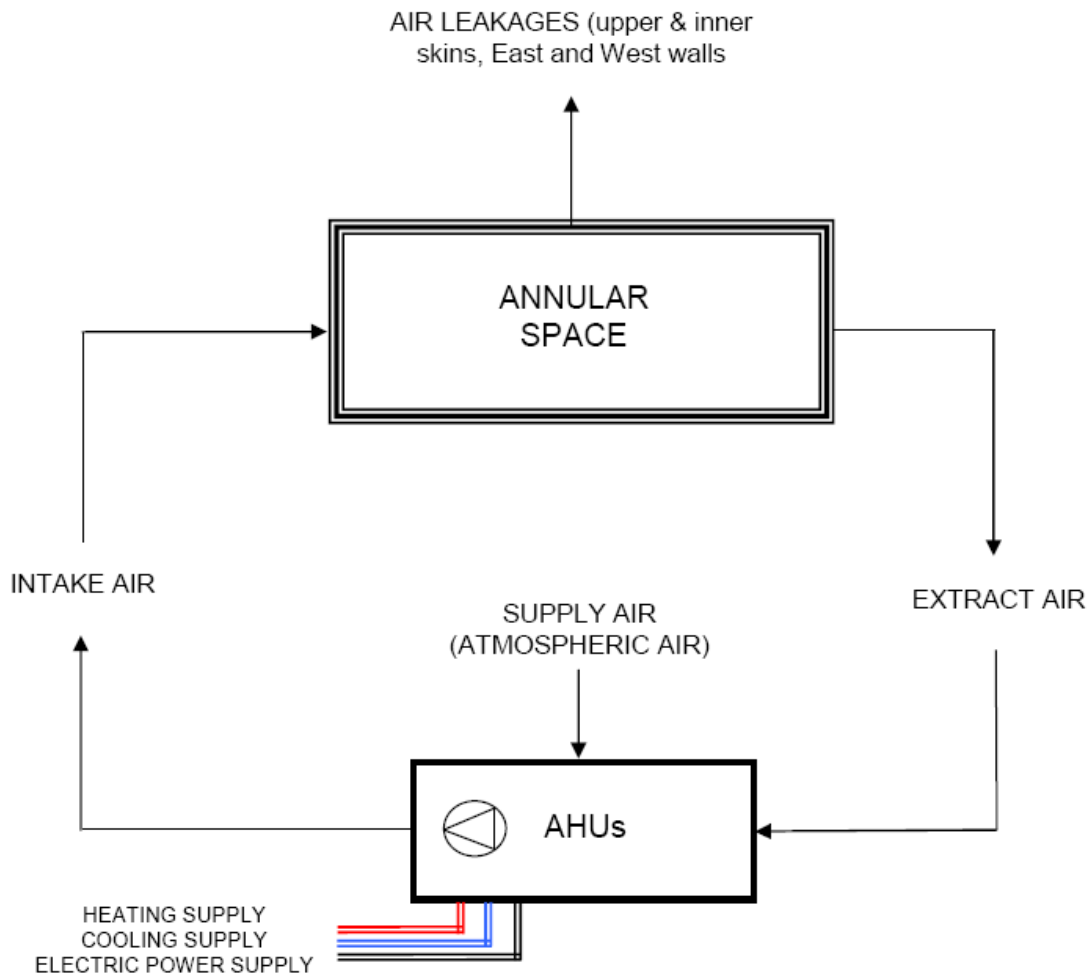 AIR LEAKAGES (upper & inner
skins, East and West walls
ANNULAR
SPACE
INTAKE AIR
EXTRACT AIR
SUPPLY AIR
(ATMOSPHERIC AIR)
AHUs
HEATING SUPPLY
COOLING SUPPLY
ELECTRIC POWER SUPPLY